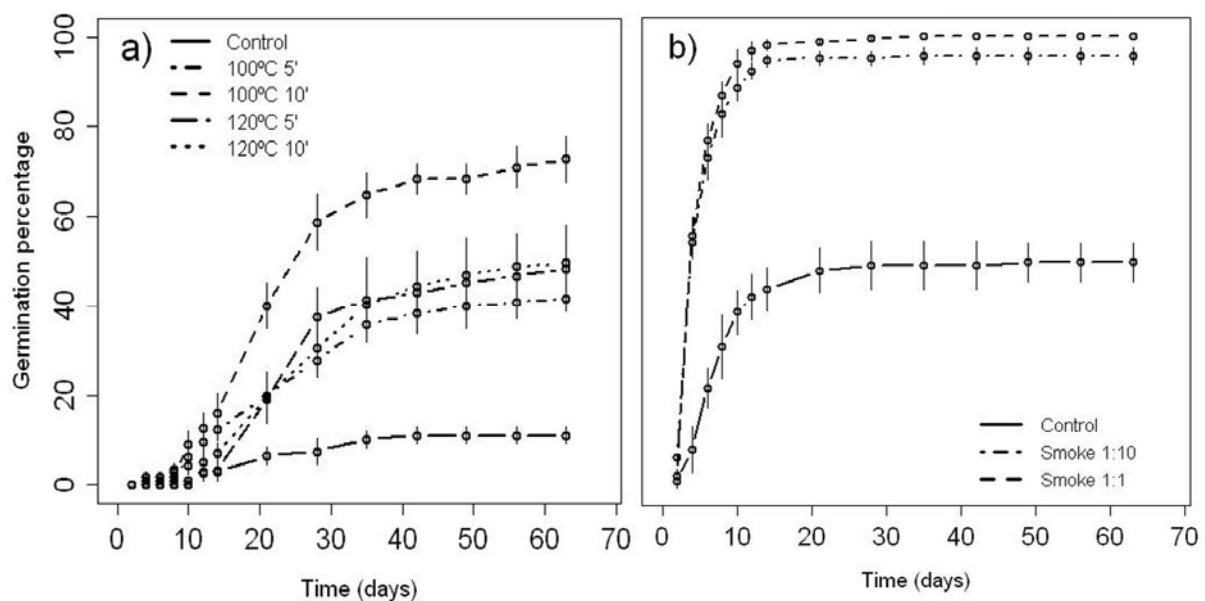 a)
Control
100ºC 5'
100ºC 10'
120ºC 5'
120ºC 10'
Germination percentage
100
80
60
40
20
0
0 10 20 30 40 50 60 70
Time (days)
b)
Control
Smoke 1:10
Smoke 1:1
0 10 20 30 40 50 60 70
Time (days)